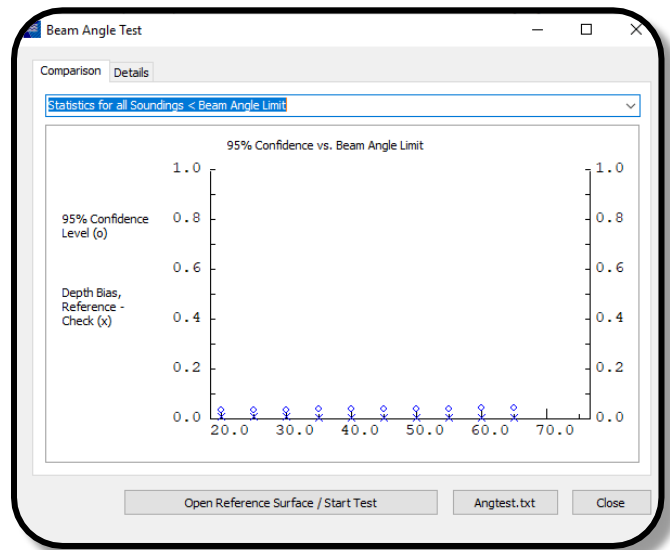 Beam Angle Test
Comparison Details
Statistics for all Soundings < Beam Angle Limit
95% Confidence vs. Beam Angle Limit
1.0 1.0
95% Confidence
Level (o)
0.8 0.8
0.6 0.6
Depth Bias,
Reference -
Check (x)
0.4 0.4
0.2 0.2
0.0 0.0
20.0 30.0 40.0 50.0 60.0 70.0
Open Reference Surface / Start Test Angtest.txt Close